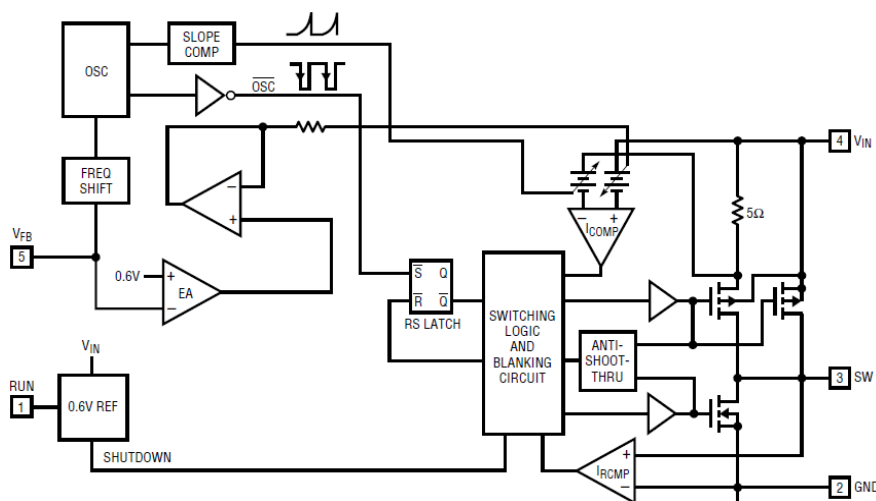 OSC
SLOPE
COMP
OSC
FREQ
SHIFT
VFB
5
0.6V
+
−
EA
−
+
VIN
RUN
1
0.6V REF
SHUTDOWN
S Q
R Q
RS LATCH
SWITCHING
LOGIC
AND
BLANKING
CIRCUIT
− +
ICOMP
ANTI-
SHOOT-
THRU
5Ω
4
VIN
3
SW
+
IRCMP
−
2
GND